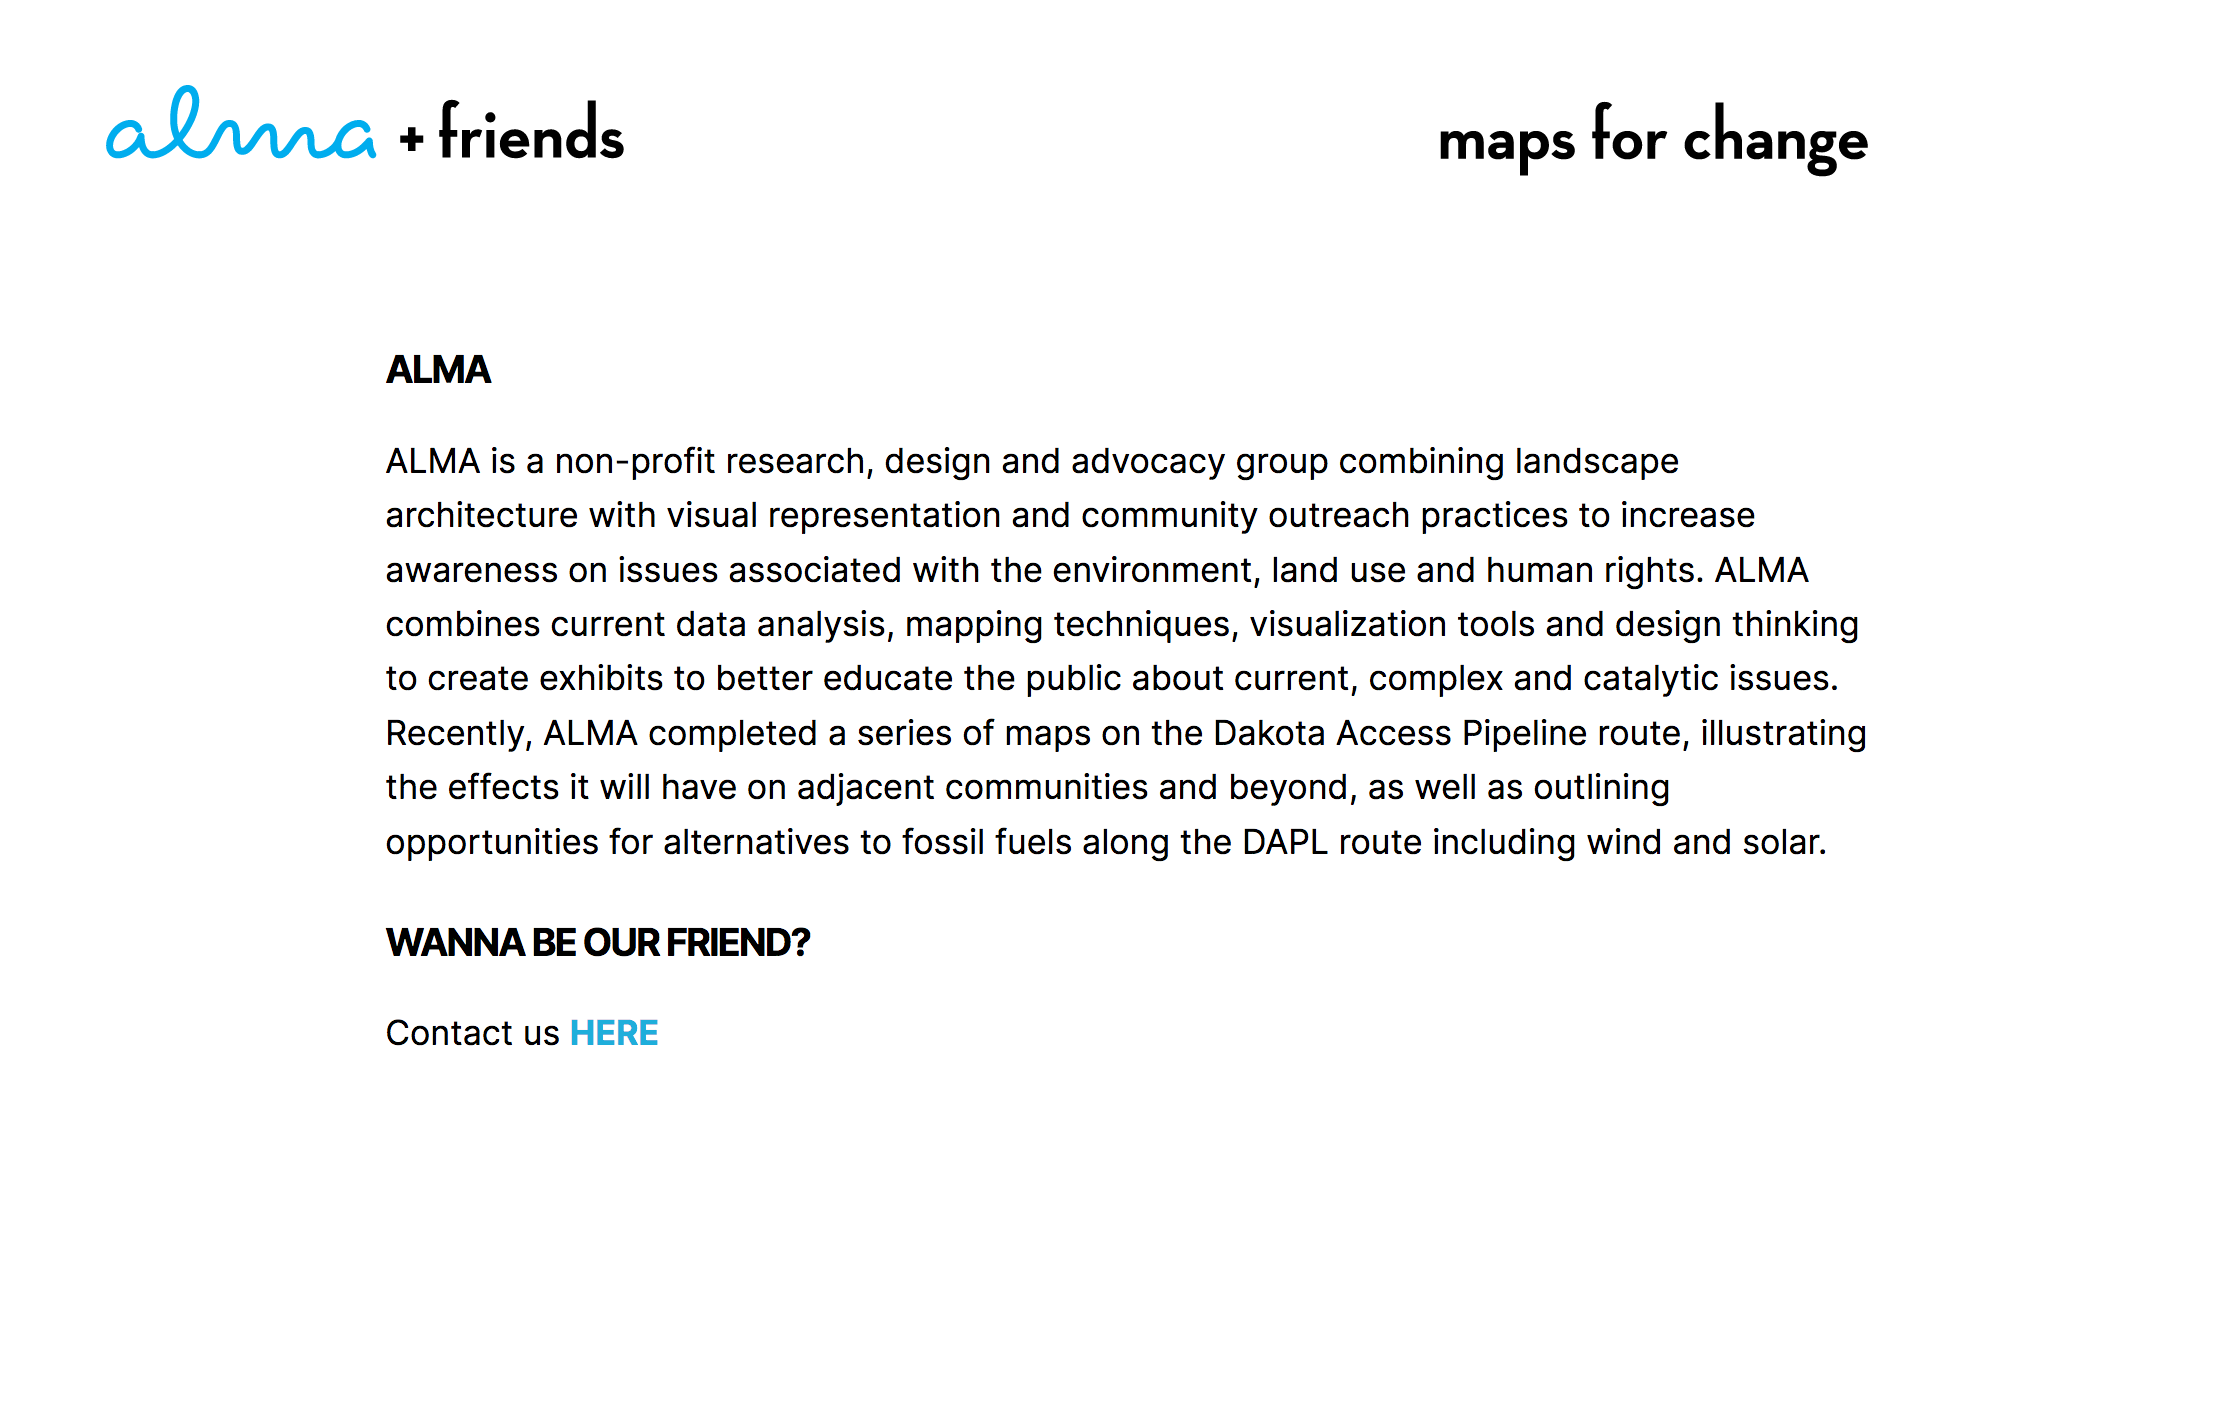 alma + friends
maps for change
ALMA
ALMA is a non-profit research, design and advocacy group combining landscape
architecture with visual representation and community outreach practices to increase
awareness on issues associated with the environment, land use and human rights. ALMA
combines current data analysis, mapping techniques, visualization tools and design thinking
to create exhibits to better educate the public about current, complex and catalytic issues.
Recently, ALMA completed a series of maps on the Dakota Access Pipeline route, illustrating
the effects it will have on adjacent communities and beyond, as well as outlining
opportunities for alternatives to fossil fuels along the DAPL route including wind and solar.
WANNA BE OUR FRIEND?
Contact us HERE